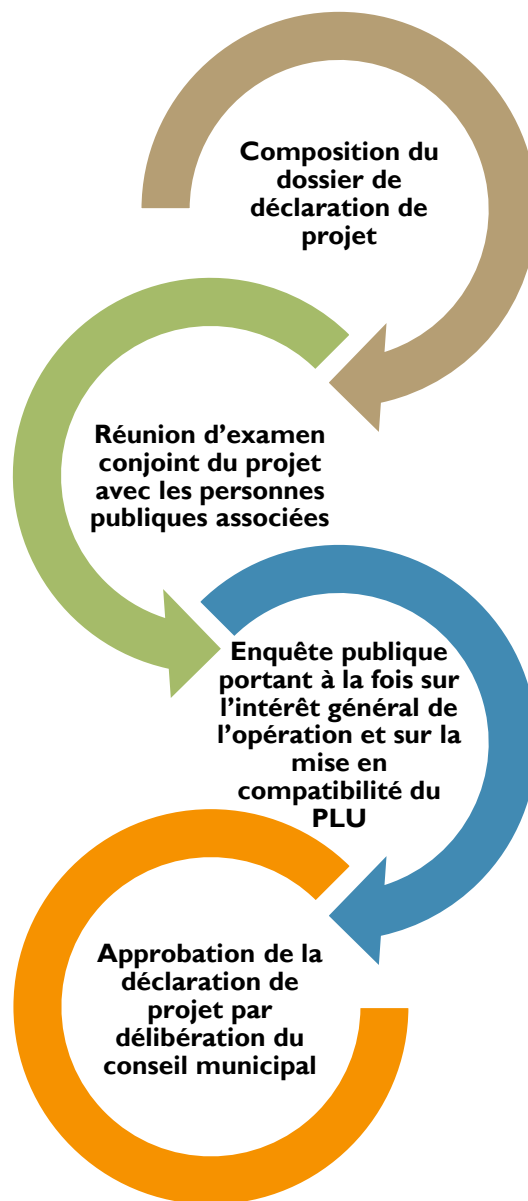 Composition du
dossier de
déclaration de
projet
Réunion d’examen
conjoint du projet
avec les personnes
publiques associées
Enquête publique
portant à la fois sur
l’intérêt général de
l’opération et sur la
mise en
compatibilité du
PLU
Approbation de la
déclaration de
projet par
délibération du
conseil municipal